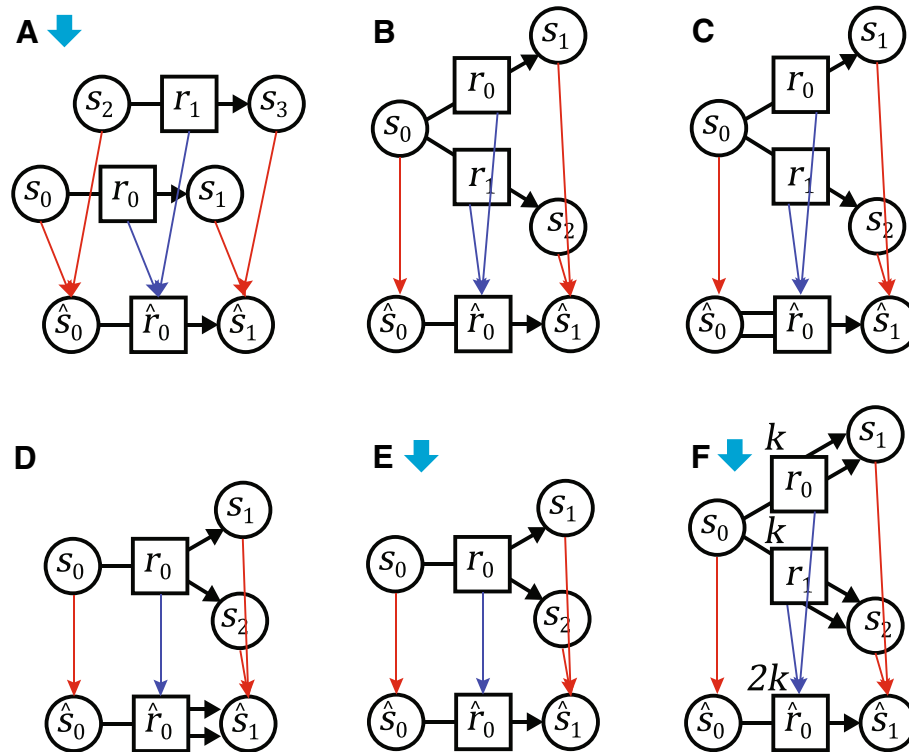 A
s₂ r₁ s₃
s₀ r₀ s₁
ŝ₀ r̂₀ ŝ₁
B
s₁
r₀
s₀
r₁
s₂
ŝ₀ r̂₀ ŝ₁
C
s₁
r₀
s₀
r₁
s₂
ŝ₀ r̂₀ ŝ₁
D
s₁
s₀ r₀
s₂
ŝ₀ r̂₀ ŝ₁
E
s₁
s₀ r₀
s₂
ŝ₀ r̂₀ ŝ₁
F
k s₁
r₀
s₀
k
r₁
s₂
2k
ŝ₀ r̂₀ ŝ₁